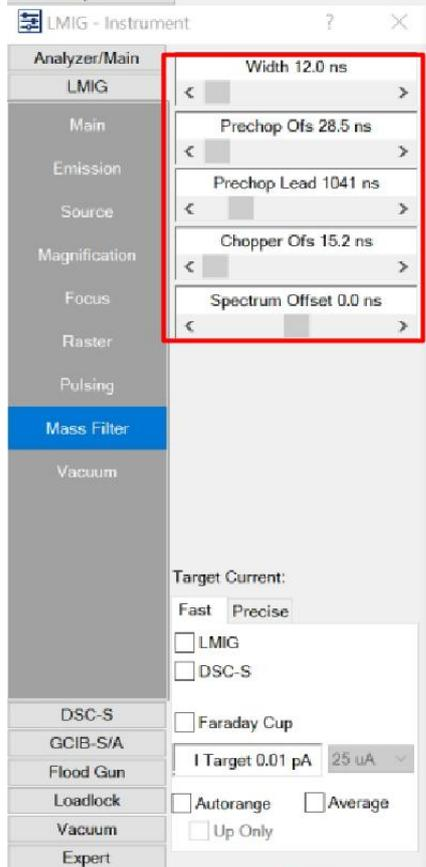 LMIG - Instrument ? ×
Analyzer/Main
LMIG
Main
Emission
Source
Magnification
Focus
Raster
Pulsing
Mass Filter
Vacuum
DSC-S
GCIB-S/A
Flood Gun
Loadlock
Vacuum
Expert
Width 12.0 ns
Prechop Ofs 28.5 ns
Prechop Lead 1041 ns
Chopper Ofs 15.2 ns
Spectrum Offset 0.0 ns
Target Current:
Fast Precise
LMIG
DSC-S
Faraday Cup
I Target 0.01 pA 25 uA
Autorange Average
Up Only